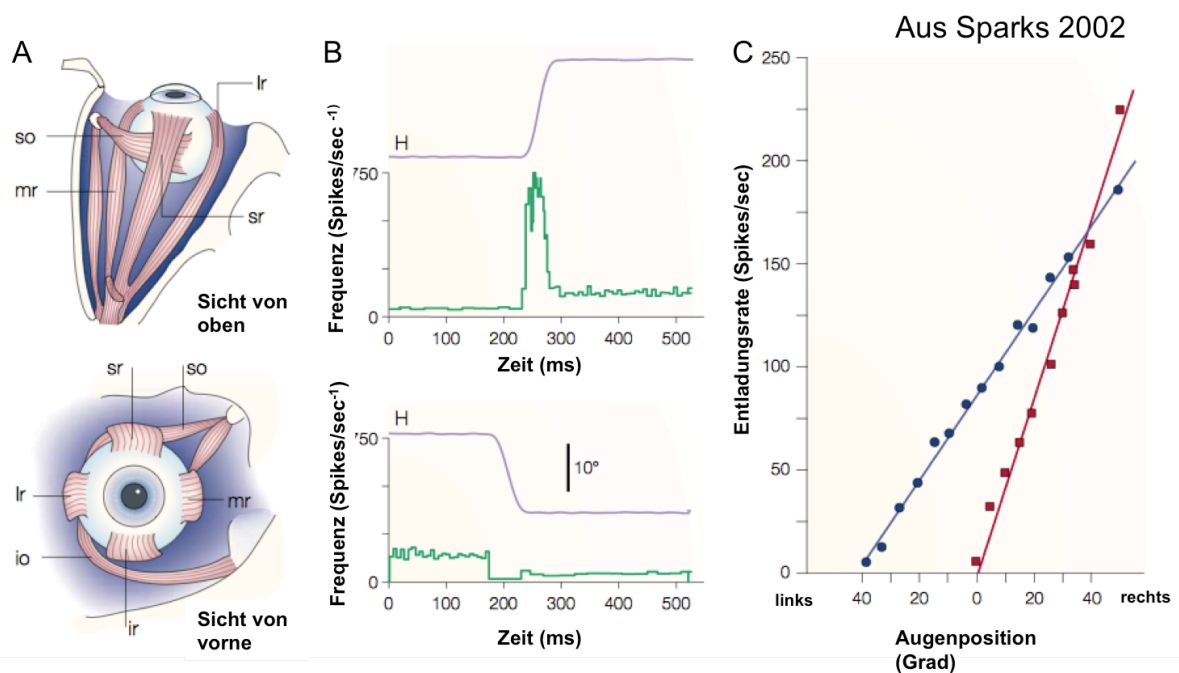 Aus Sparks 2002
A
lr
so
mr
sr
Sicht von
oben
sr
so
lr
mr
io
ir
Sicht von
vorne
B
H
Frequenz (Spikes/sec -1)
750
0
0 100 200 300 400 500
Zeit (ms)
H
10°
Frequenz (Spikes/sec-1)
750
0
0 100 200 300 400 500
Zeit (ms)
C
Entladungsrate (Spikes/sec)
250
200
150
100
50
0
links 40 20 0 20 40 rechts
Augenposition
(Grad)